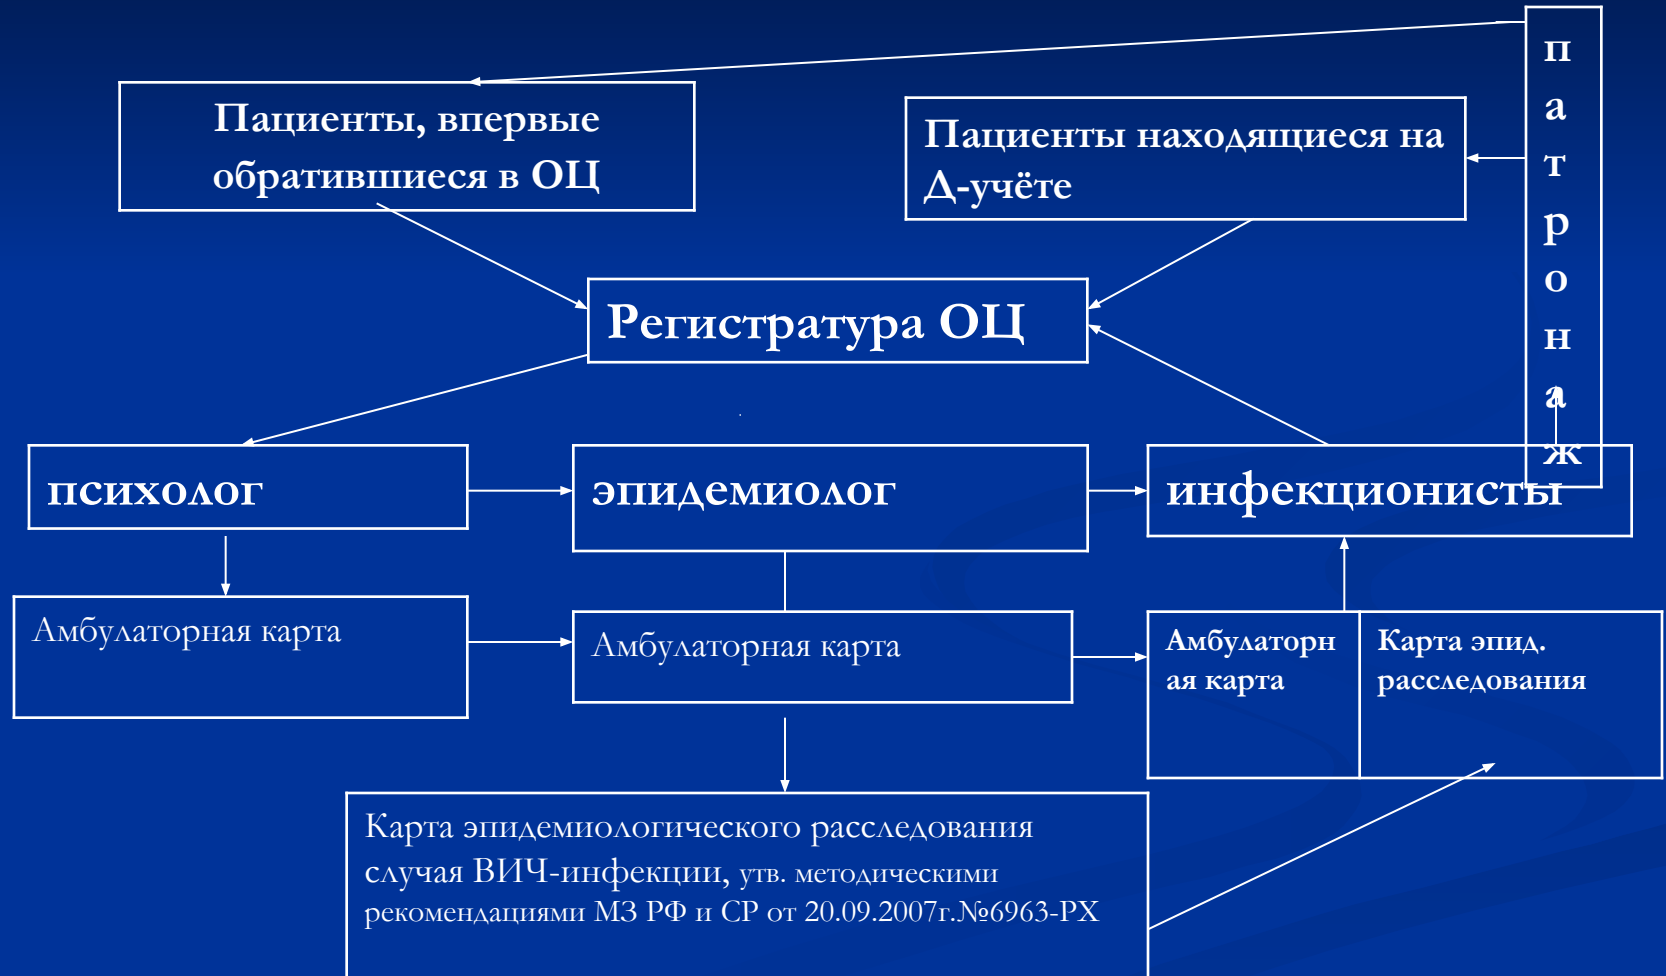 Пациенты, впервые
обратившиеся в ОЦ
Пациенты находящиеся на
Д-учёте
п
а
т
р
о
н
а
ж
Регистратура ОЦ
психолог
эпидемиолог
инфекционисты
Амбулаторная карта
Амбулаторная карта
Амбулаторн
ая карта
Карта эпид.
расследования
Карта эпидемиологического расследования
случая ВИЧ-инфекции, утв. методическими
рекомендациями МЗ РФ и СР от 20.09.2007г.№6963-РХ